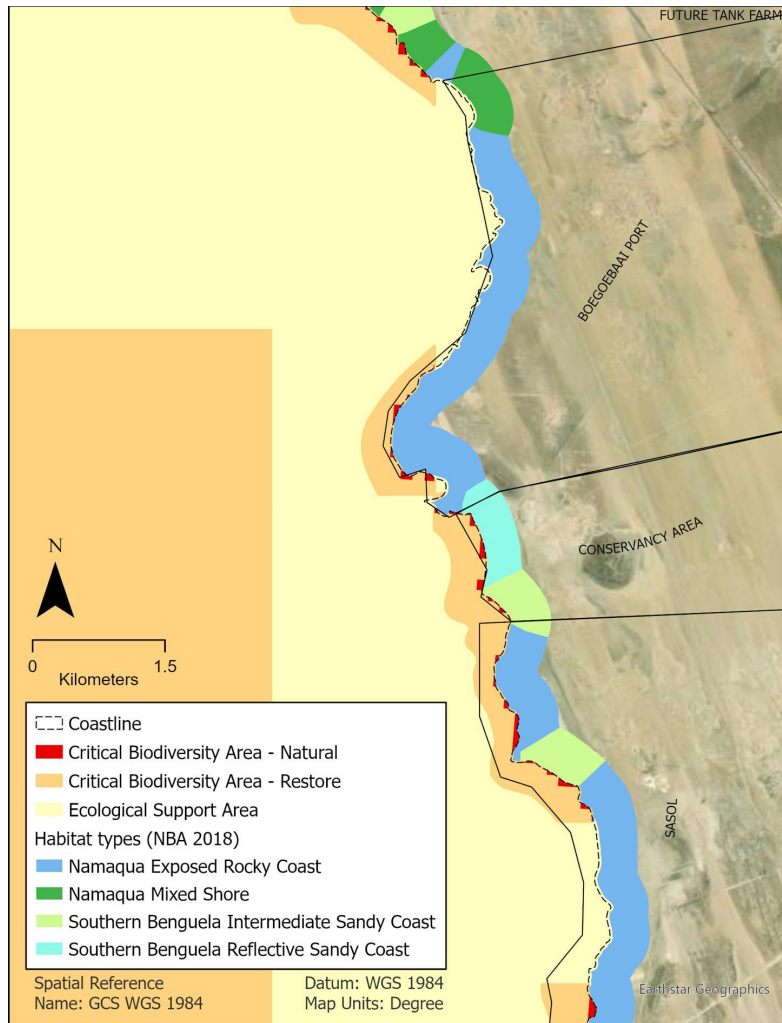 FUTURE TANK FARM
BOEGOEBAAI PORT
CONSERVANCY AREA
N
0 1.5
Kilometers
SASOL
Coastline
Critical Biodiversity Area - Natural
Critical Biodiversity Area - Restore
Ecological Support Area
Habitat types (NBA 2018)
Namaqua Exposed Rocky Coast
Namaqua Mixed Shore
Southern Benguela Intermediate Sandy Coast
Southern Benguela Reflective Sandy Coast
Spatial Reference Datum: WGS 1984
Name: GCS WGS 1984 Map Units: Degree
Earthstar Geographics